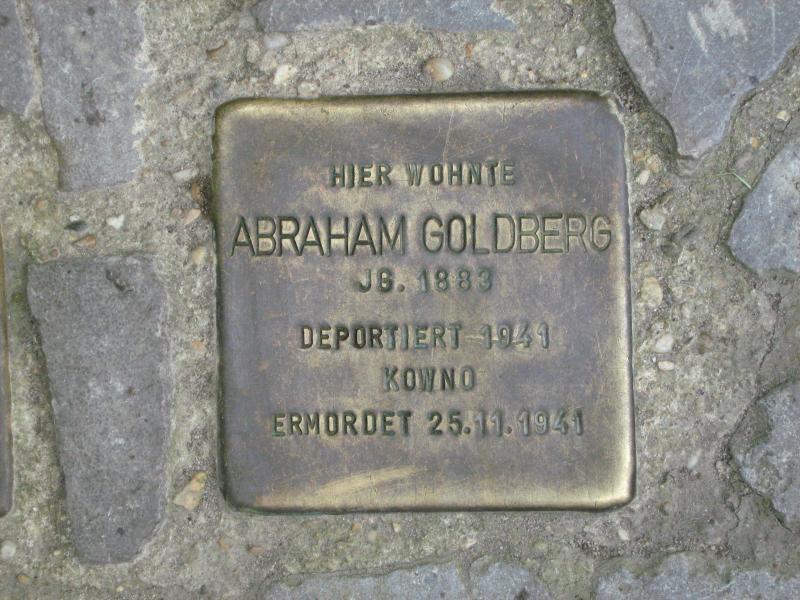 HIER WOHNTE
ABRAHAM GOLDBERG
JG. 1883
DEPORTIERT 1941
KOWNO
ERMORDET 25.11.1941